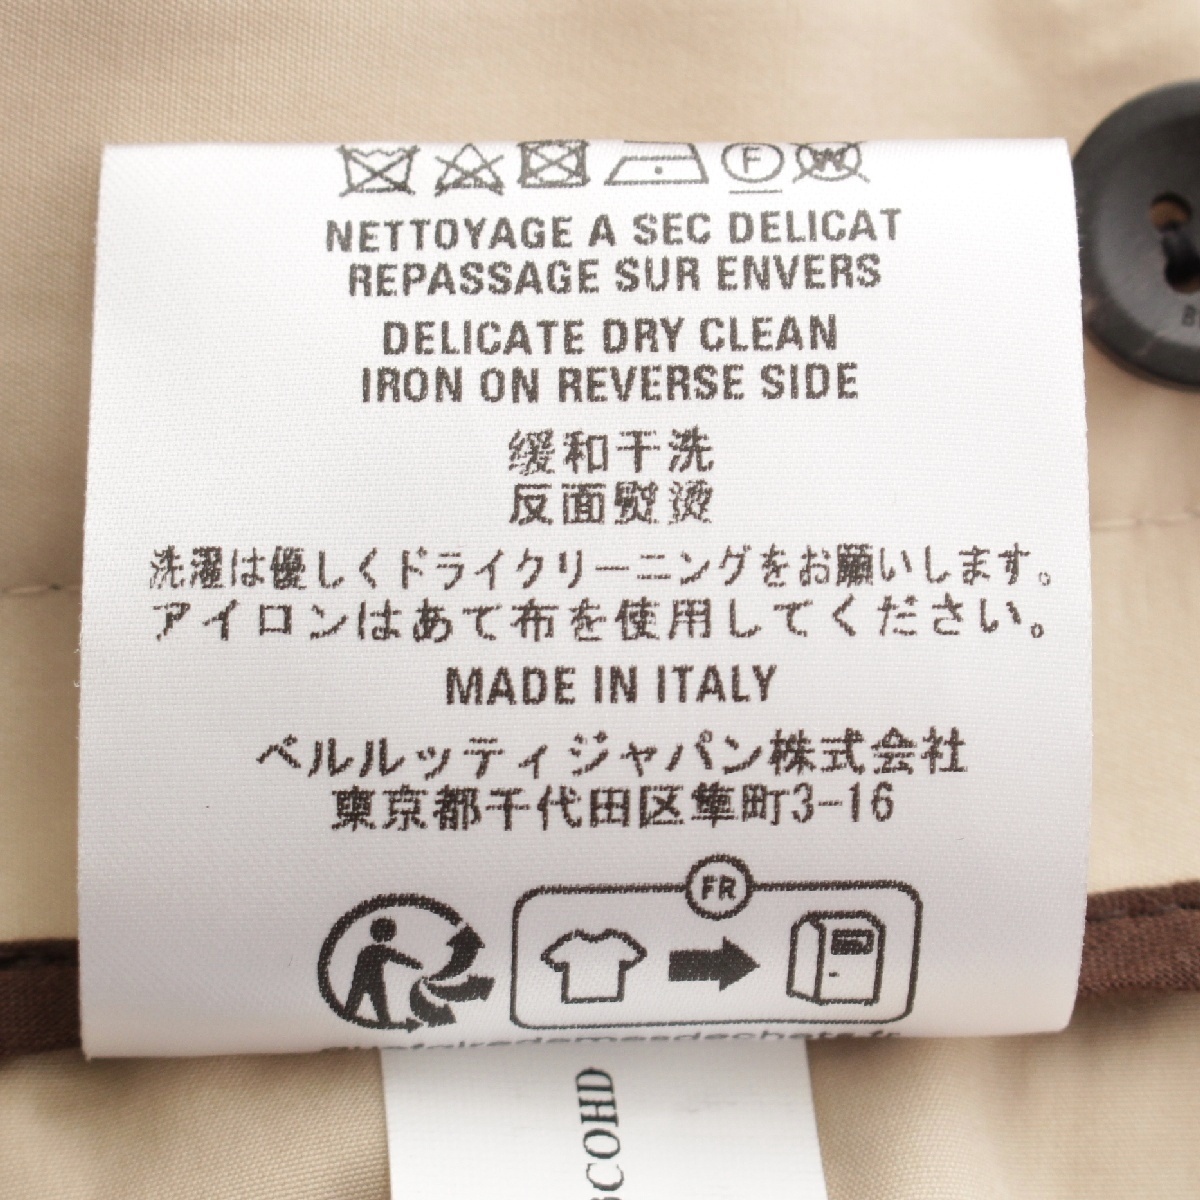 F
W
NETTOYAGE A SEC DELICAT
REPASSAGE SUR ENVERS
DELICATE DRY CLEAN
IRON ON REVERSE SIDE
缓和干洗
反面熨烫
洗濯は優しくドライクリーニングをお願いします。
アイロンはあて布を使用してください。
MADE IN ITALY
ベルルッティジャパン株式会社
東京都千代田区隼町3-16
FR
COHD